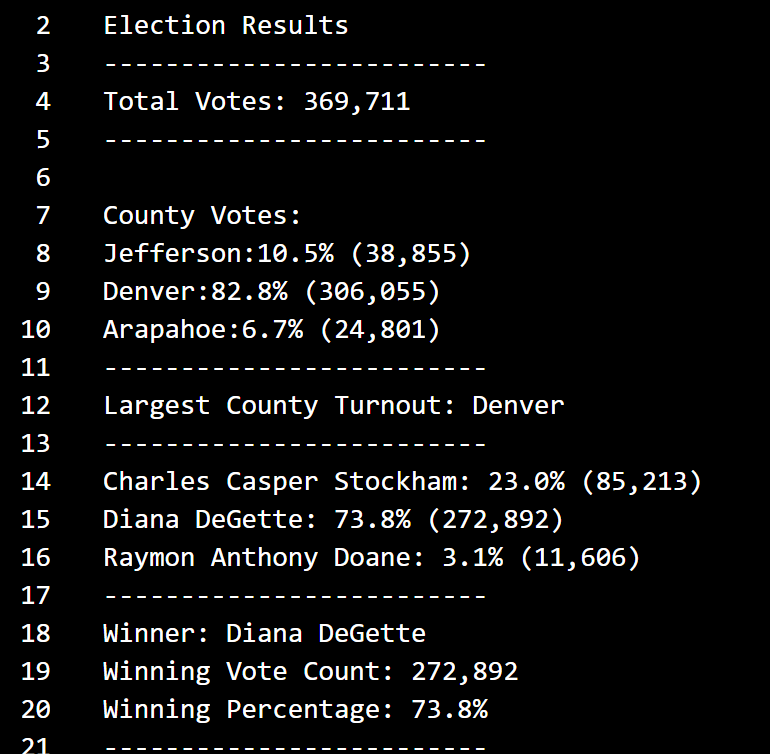 2 Election Results
3 -------------------------
4 Total Votes: 369,711
5 -------------------------
6
7 County Votes:
8 Jefferson:10.5% (38,855)
9 Denver:82.8% (306,055)
10 Arapahoe:6.7% (24,801)
11 -------------------------
12 Largest County Turnout: Denver
13 -------------------------
14 Charles Casper Stockham: 23.0% (85,213)
15 Diana DeGette: 73.8% (272,892)
16 Raymon Anthony Doane: 3.1% (11,606)
17 -------------------------
18 Winner: Diana DeGette
19 Winning Vote Count: 272,892
20 Winning Percentage: 73.8%
21 -------------------------